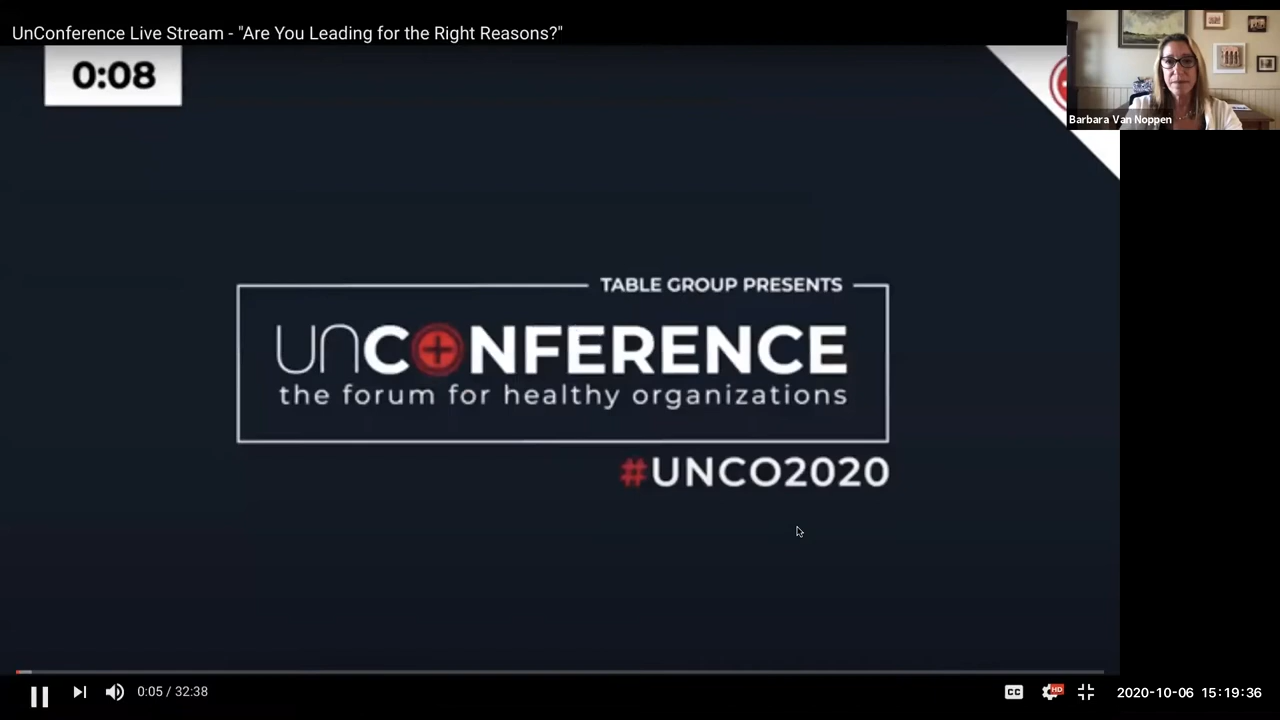 UnConference Live Stream - "Are You Leading for the Right Reasons?"
0:08
Barbara Van Noppen
TABLE GROUP PRESENTS
unCONFERENCE
the forum for healthy organizations
#UNCO2020
0:05 / 32:38
CC
HD
2020-10-06 15:19:36